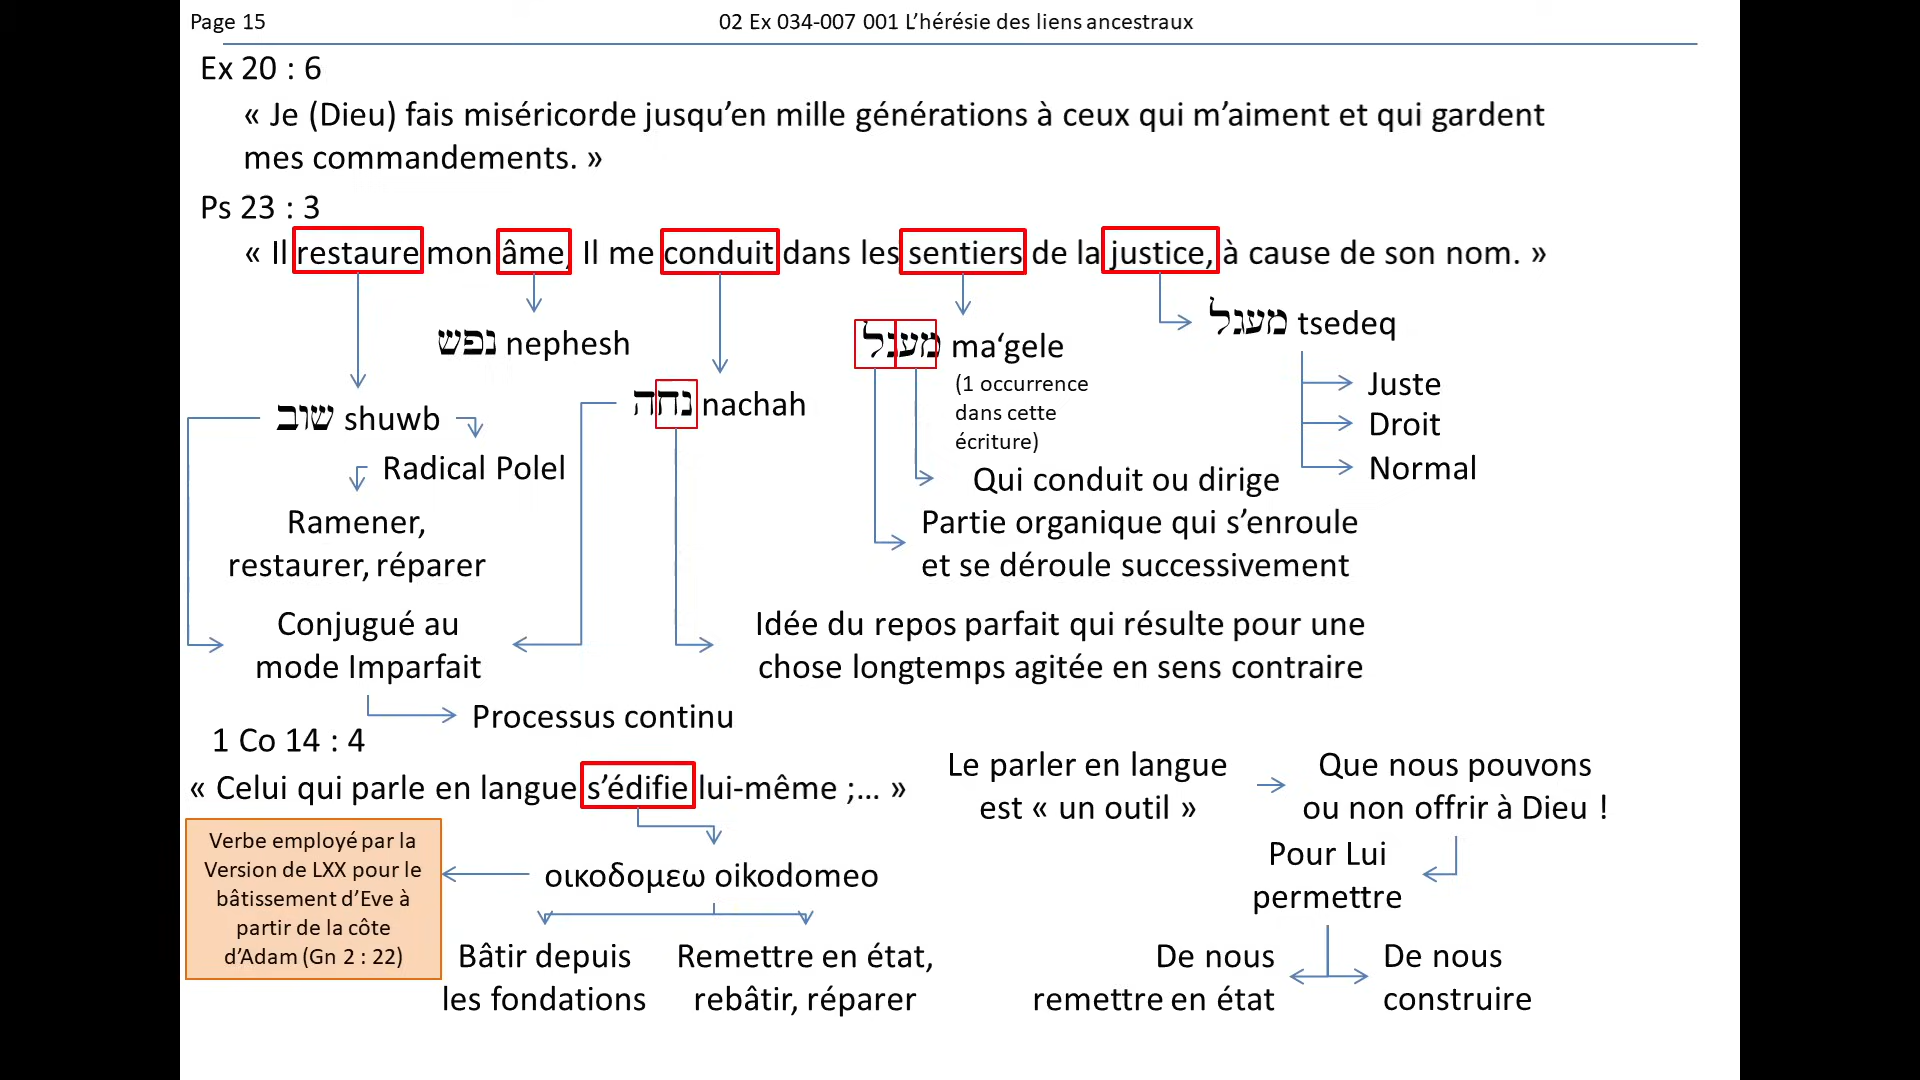 Page 15
02 Ex 034-007 001 L’hérésie des liens ancestraux
Ex 20 : 6
« Je (Dieu) fais miséricorde jusqu’en mille générations à ceux qui m’aiment et qui gardent
mes commandements. »
Ps 23 : 3
« Il restaure mon âme, Il me conduit dans les sentiers de la justice, à cause de son nom. »
מעגל tsedeq
נפש nephesh
מעגל ma‘gele
(1 occurrence
dans cette
écriture)
Juste
Droit
Normal
נחה nachah
שוב shuwb
Radical Polel
Ramener,
restaurer, réparer
Qui conduit ou dirige
Partie organique qui s’enroule
et se déroule successivement
Conjugué au
mode Imparfait
Idée du repos parfait qui résulte pour une
chose longtemps agitée en sens contraire
Processus continu
1 Co 14 : 4
« Celui qui parle en langue s’édifie lui-même ;... »
Le parler en langue
est « un outil »
Que nous pouvons
ou non offrir à Dieu !
Verbe employé par la
Version de LXX pour le
bâtissement d’Eve à
partir de la côte
d’Adam (Gn 2 : 22)
οικοδομεω oikodomeo
Bâtir depuis
les fondations
Remettre en état,
rebâtir, réparer
Pour Lui
permettre
De nous
remettre en état
De nous
construire